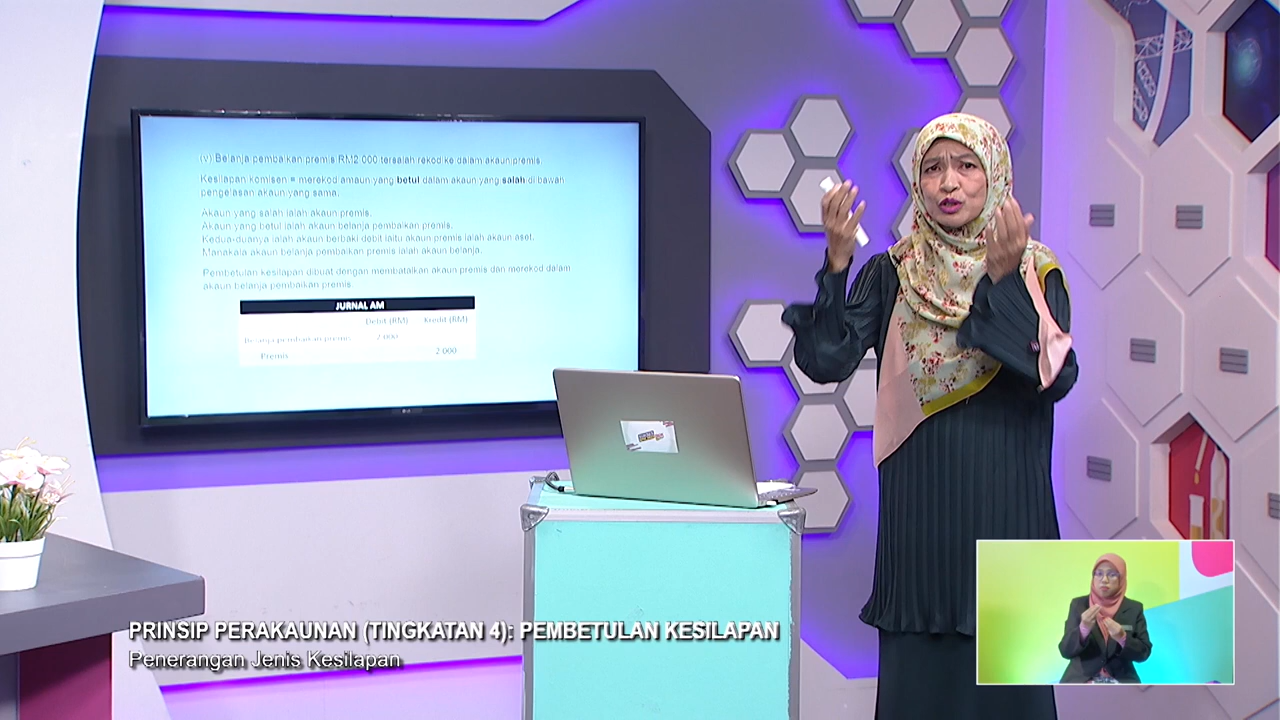 (v) Belanja pembaikan premis RM2 000 tersalah rekod ke dalam akaun premis.
Kesilapan komisen = merekod amaun yang betul dalam akaun yang salah di bawah
pengelasan akaun yang sama.
Akaun yang salah ialah akaun premis.
Akaun yang betul ialah akaun belanja pembaikan premis.
Kedua-duanya ialah akaun berbaki debit iaitu akaun premis ialah akaun aset.
Manakala akaun belanja pembaikan premis ialah akaun belanja.
Pembetulan kesilapan dibuat dengan membatalkan akaun premis dan merekod dalam
akaun belanja pembaikan premis.
JURNAL AM
Debit (RM) Kredit (RM)
Belanja pembaikan premis 2 000
Premis 2 000
PRINSIP PERAKAUNAN (TINGKATAN 4): PEMBETULAN KESILAPAN
Penerangan Jenis Kesilapan